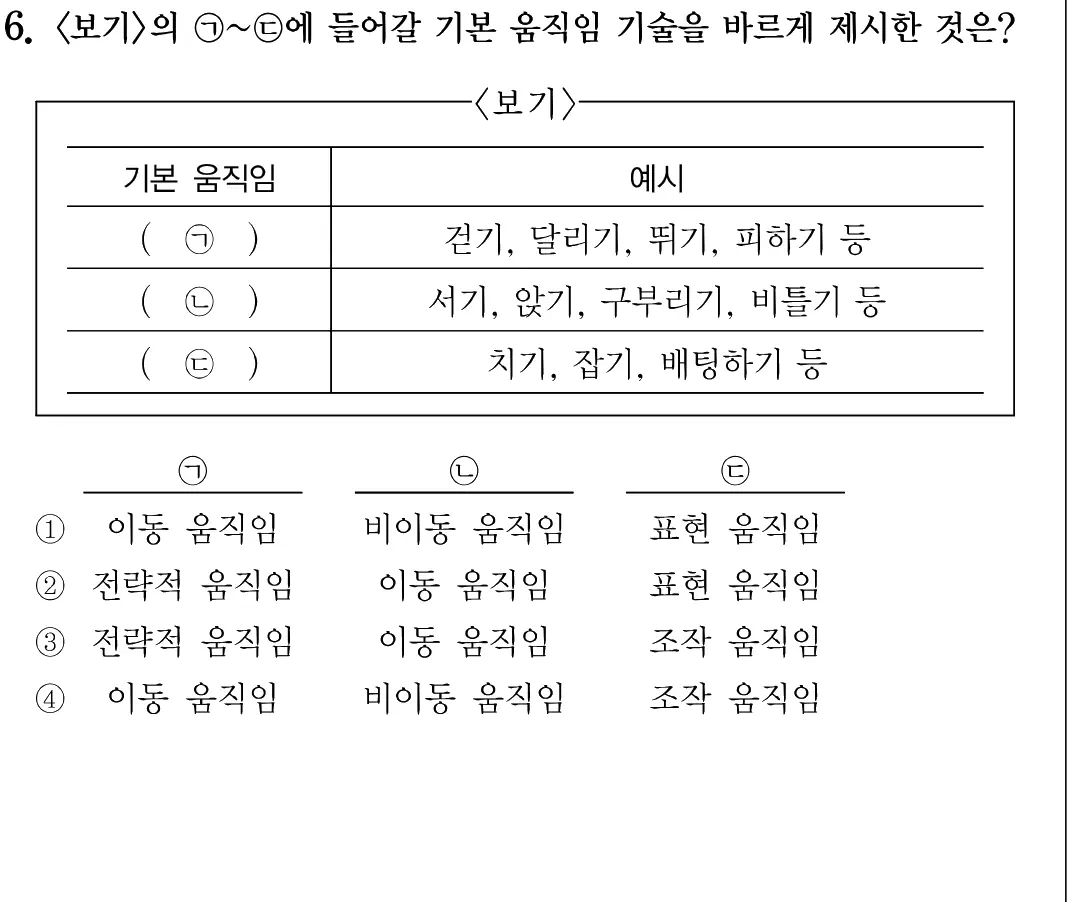 6. 〈보기〉의 ㉠~㉢에 들어갈 기본 움직임 기술을 바르게 제시한 것은?
〈보기〉
기본 움직임 예시
( ㉠ ) 걷기, 달리기, 뛰기, 피하기 등
( ㉡ ) 서기, 앉기, 구부리기, 비틀기 등
( ㉢ ) 치기, 잡기, 배팅하기 등
㉠ ㉡ ㉢
① 이동 움직임 비이동 움직임 표현 움직임
② 전략적 움직임 이동 움직임 표현 움직임
③ 전략적 움직임 이동 움직임 조작 움직임
④ 이동 움직임 비이동 움직임 조작 움직임